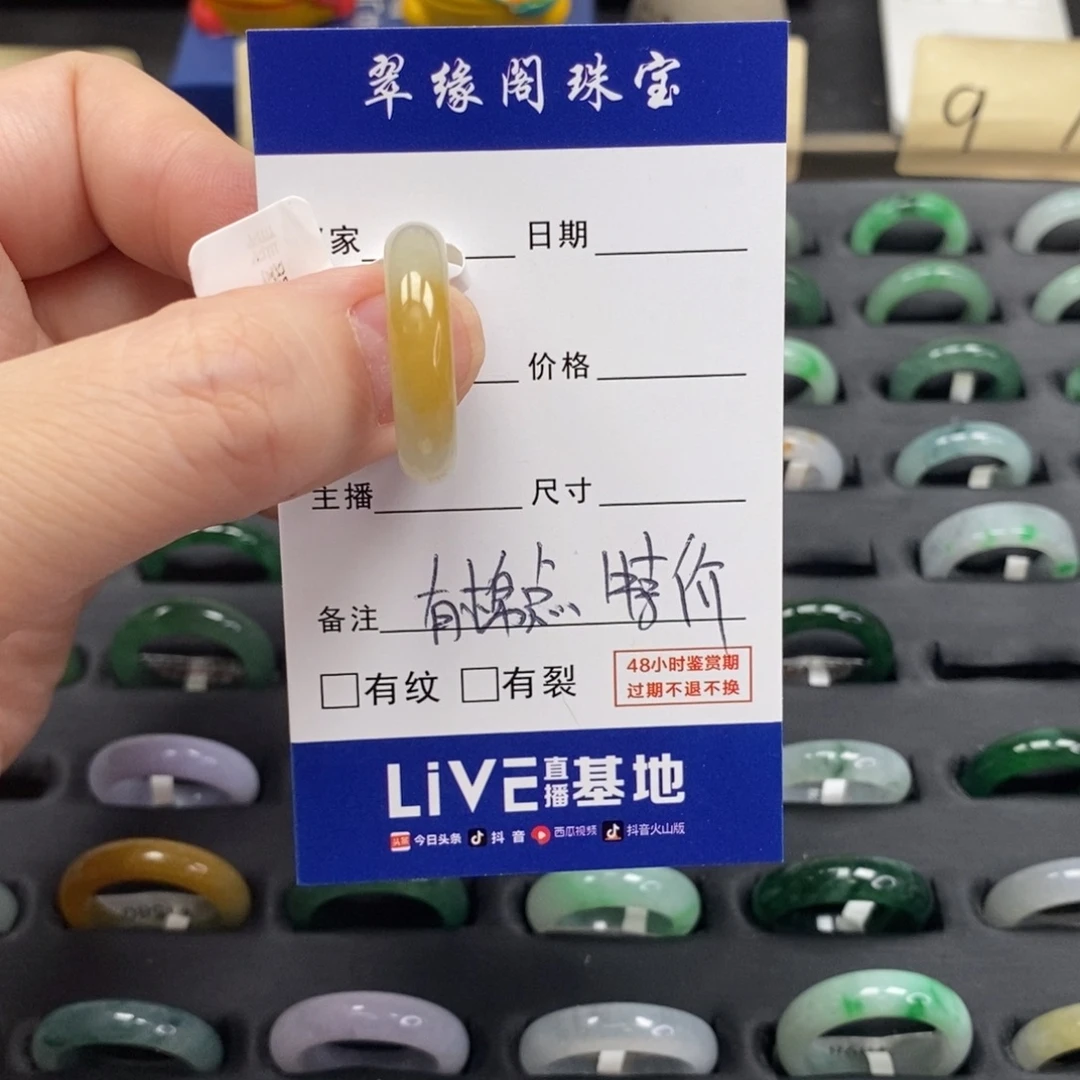 翠缘阁珠宝
家 日期
价格
主播 尺寸
备注 有棉点 特价
有纹 有裂
48小时鉴赏期
过期不退不换
LiVE直播基地
头条 今日头条 抖音 西瓜视频 抖音火山版
9